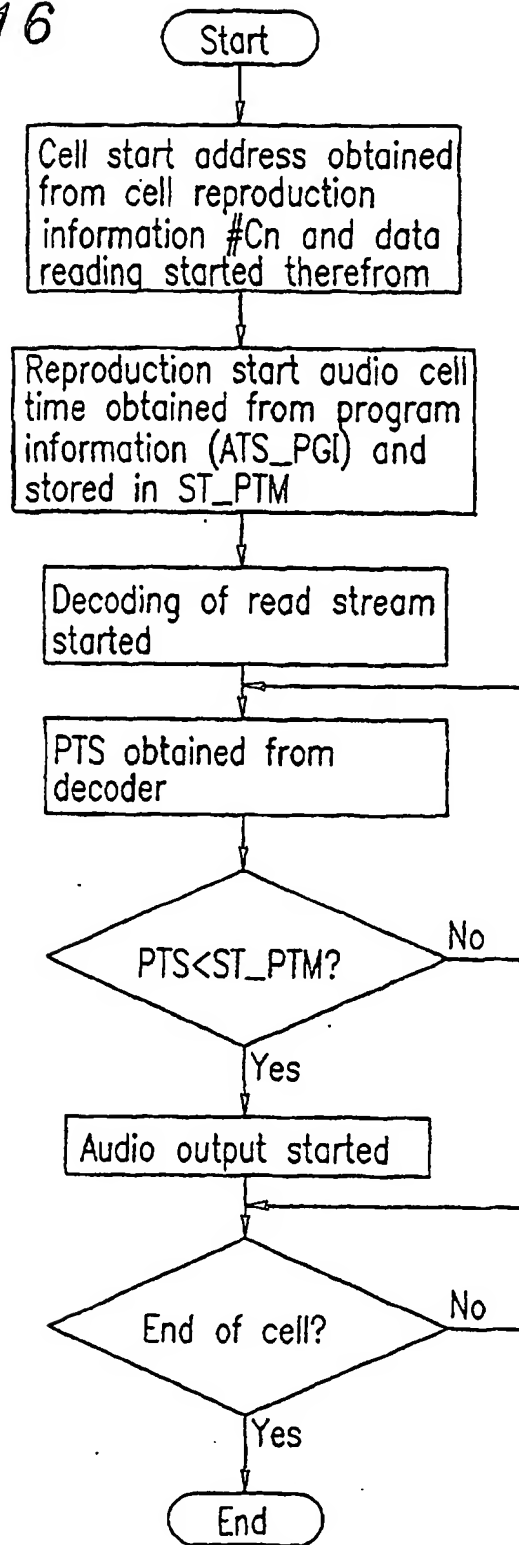 16
Start
Cell start address obtained
from cell reproduction
information #Cn and data
reading started therefrom
Reproduction start audio cell
time obtained from program
information (ATS_PGI) and
stored in ST_PTM
Decoding of read stream
started
PTS obtained from
decoder
PTS<ST_PTM?
No
Yes
Audio output started
End of cell?
No
Yes
End